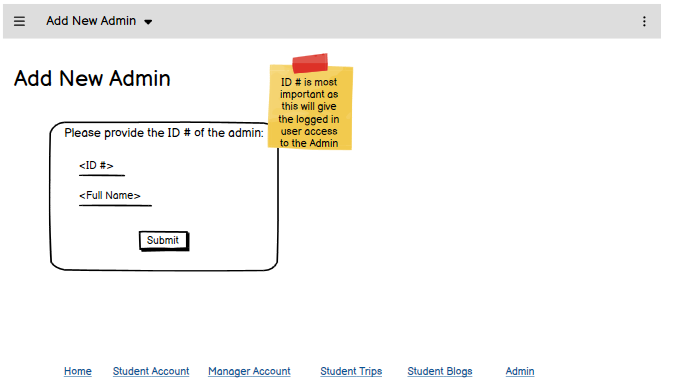 Add New Admin
Add New Admin
ID # is most
important as
this will give
the logged in
user access
to the Admin
Please provide the ID # of the admin:
<ID #>
<Full Name>
Submit
Home Student Account Manager Account Student Trips Student Blogs Admin